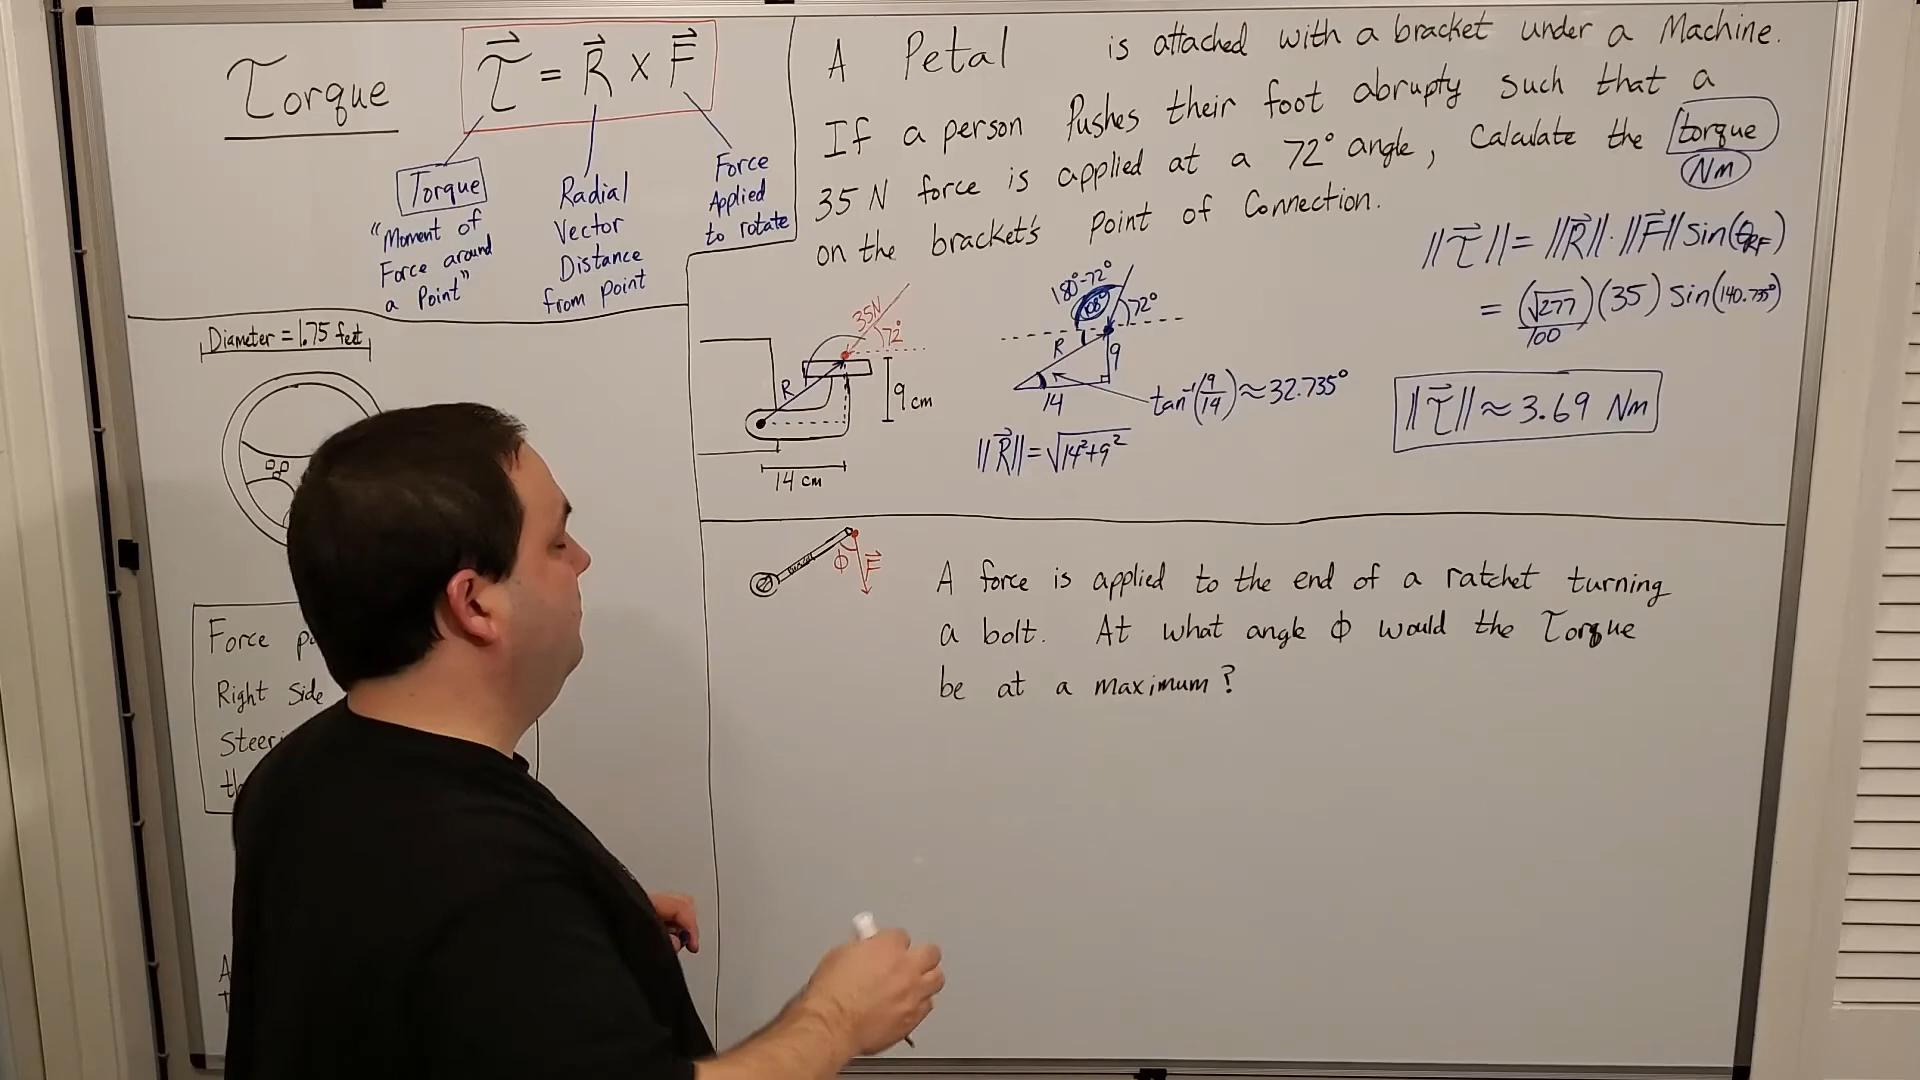 Torque
τ⃗ = R⃗ × F⃗
Torque
"Moment of
Force around
a Point"
Radial
Vector
Distance
from point
Force
Applied
to rotate
A Petal is attached with a bracket under a Machine.
If a person Pushes their foot abrupty such that a
35 N force is applied at a 72° angle, Calculate the torque
Nm
on the bracket's Point of Connection.
35N
72°
R
9 cm
14 cm
180°-72°
108°
72°
R
9
14
tan⁻¹(9/14) ≈ 32.735°
||R⃗|| = √14²+9²
||τ⃗|| = ||R⃗||·||F⃗|| sin(θRF)
= (√277)/100 (35) sin(140.735°)
||τ⃗|| ≈ 3.69 Nm
Diameter = 1.75 feet
Force
Right Side
ϕ
F⃗
A force is applied to the end of a ratchet turning
a bolt. At what angle ϕ would the Torque
be at a maximum?